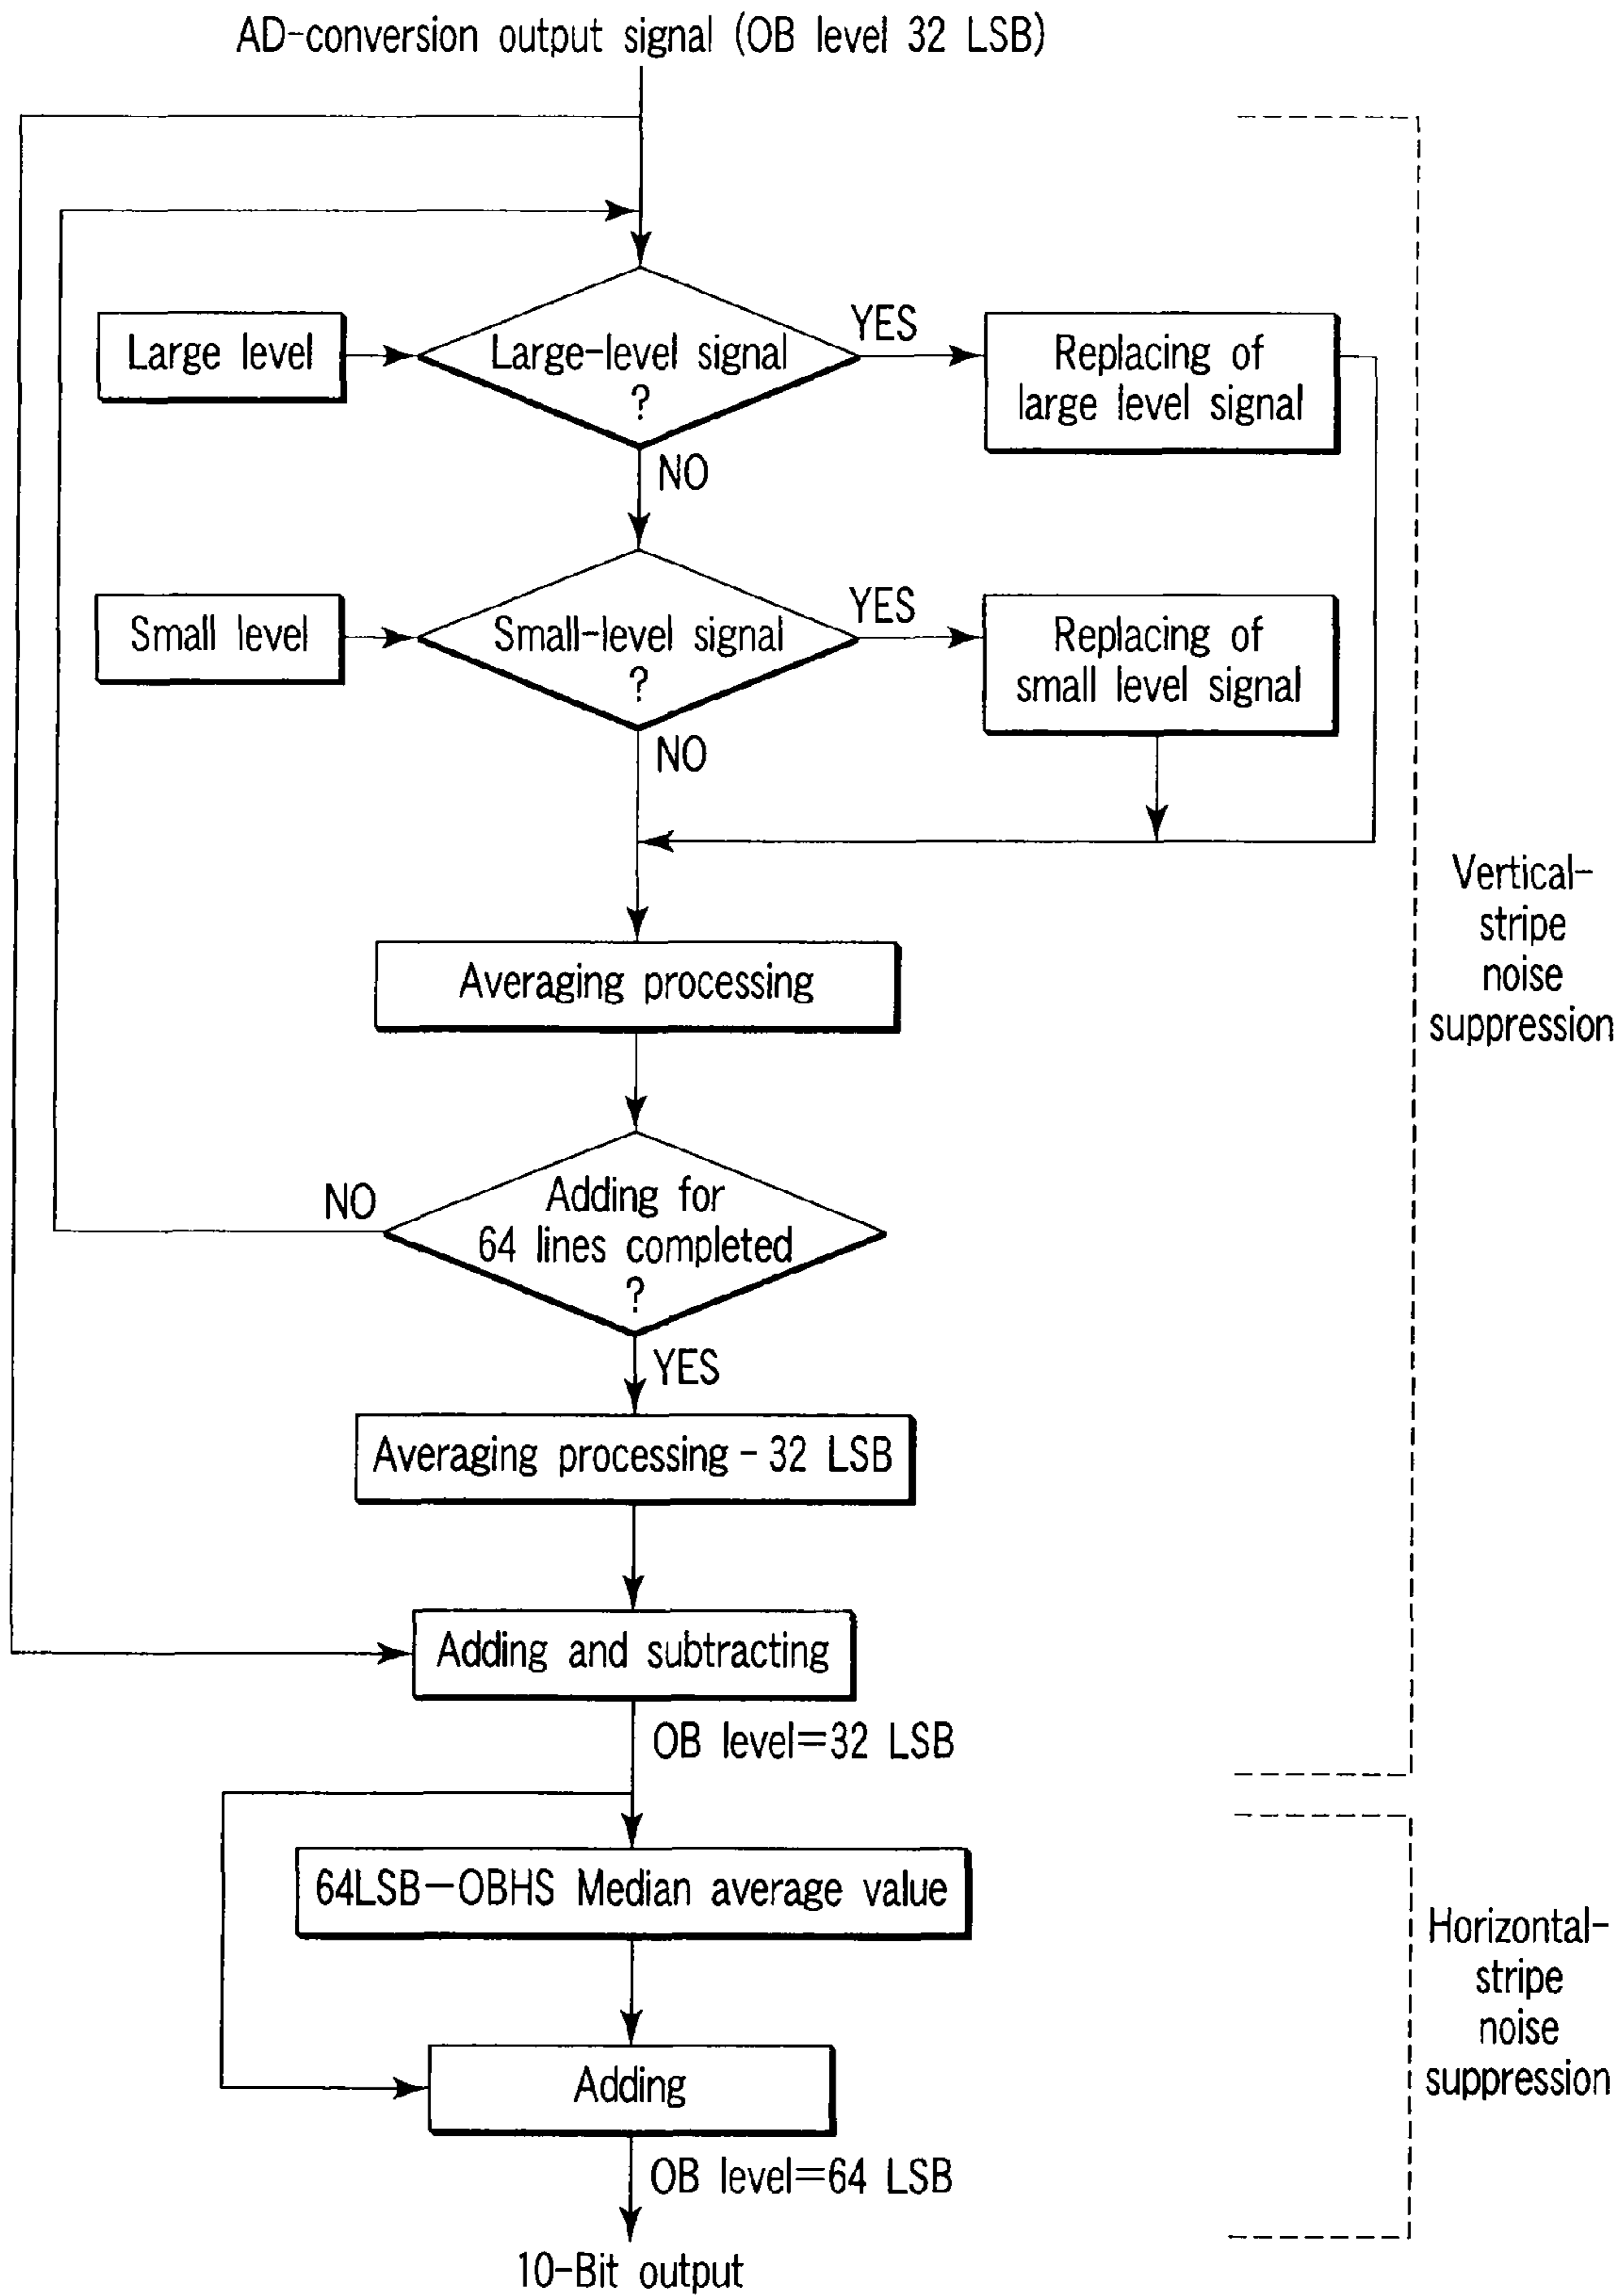 AD-conversion output signal (OB level 32 LSB)
Large level
Large-level signal
?
YES
Replacing of
large level signal
NO
Small level
Small-level signal
?
YES
Replacing of
small level signal
NO
Vertical-
stripe
noise
suppression
Averaging processing
NO
Adding for
64 lines completed
?
YES
Averaging processing - 32 LSB
Adding and subtracting
OB level=32 LSB
64LSB-OBHS Median average value
Horizontal-
stripe
noise
suppression
Adding
OB level=64 LSB
10-Bit output